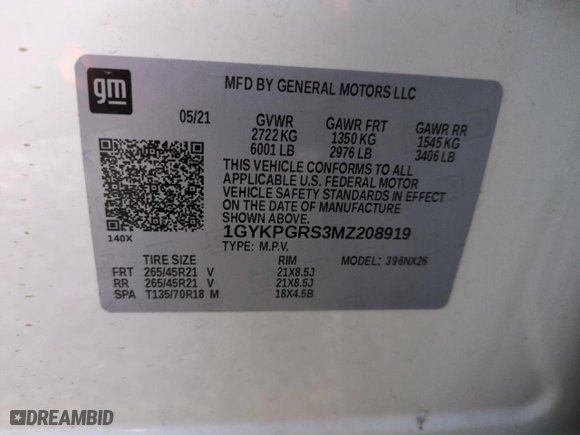 gm
MFD BY GENERAL MOTORS LLC
05/21 GVWR GAWR FRT GAWR RR
2722 KG 1350 KG 1545 KG
6001 LB 2976 LB 3406 LB
THIS VEHICLE CONFORMS TO ALL
APPLICABLE U.S. FEDERAL MOTOR
VEHICLE SAFETY STANDARDS IN EFFECT
ON THE DATE OF MANUFACTURE
SHOWN ABOVE.
140X
1GYKPGRS3MZ208919
TYPE: M.P.V.
TIRE SIZE RIM MODEL: 396NX26
FRT 265/45R21 V 21X8.5J
RR 265/45R21 V 21X8.5J
SPA T135/70R18 M 18X4.5B
DREAMBID